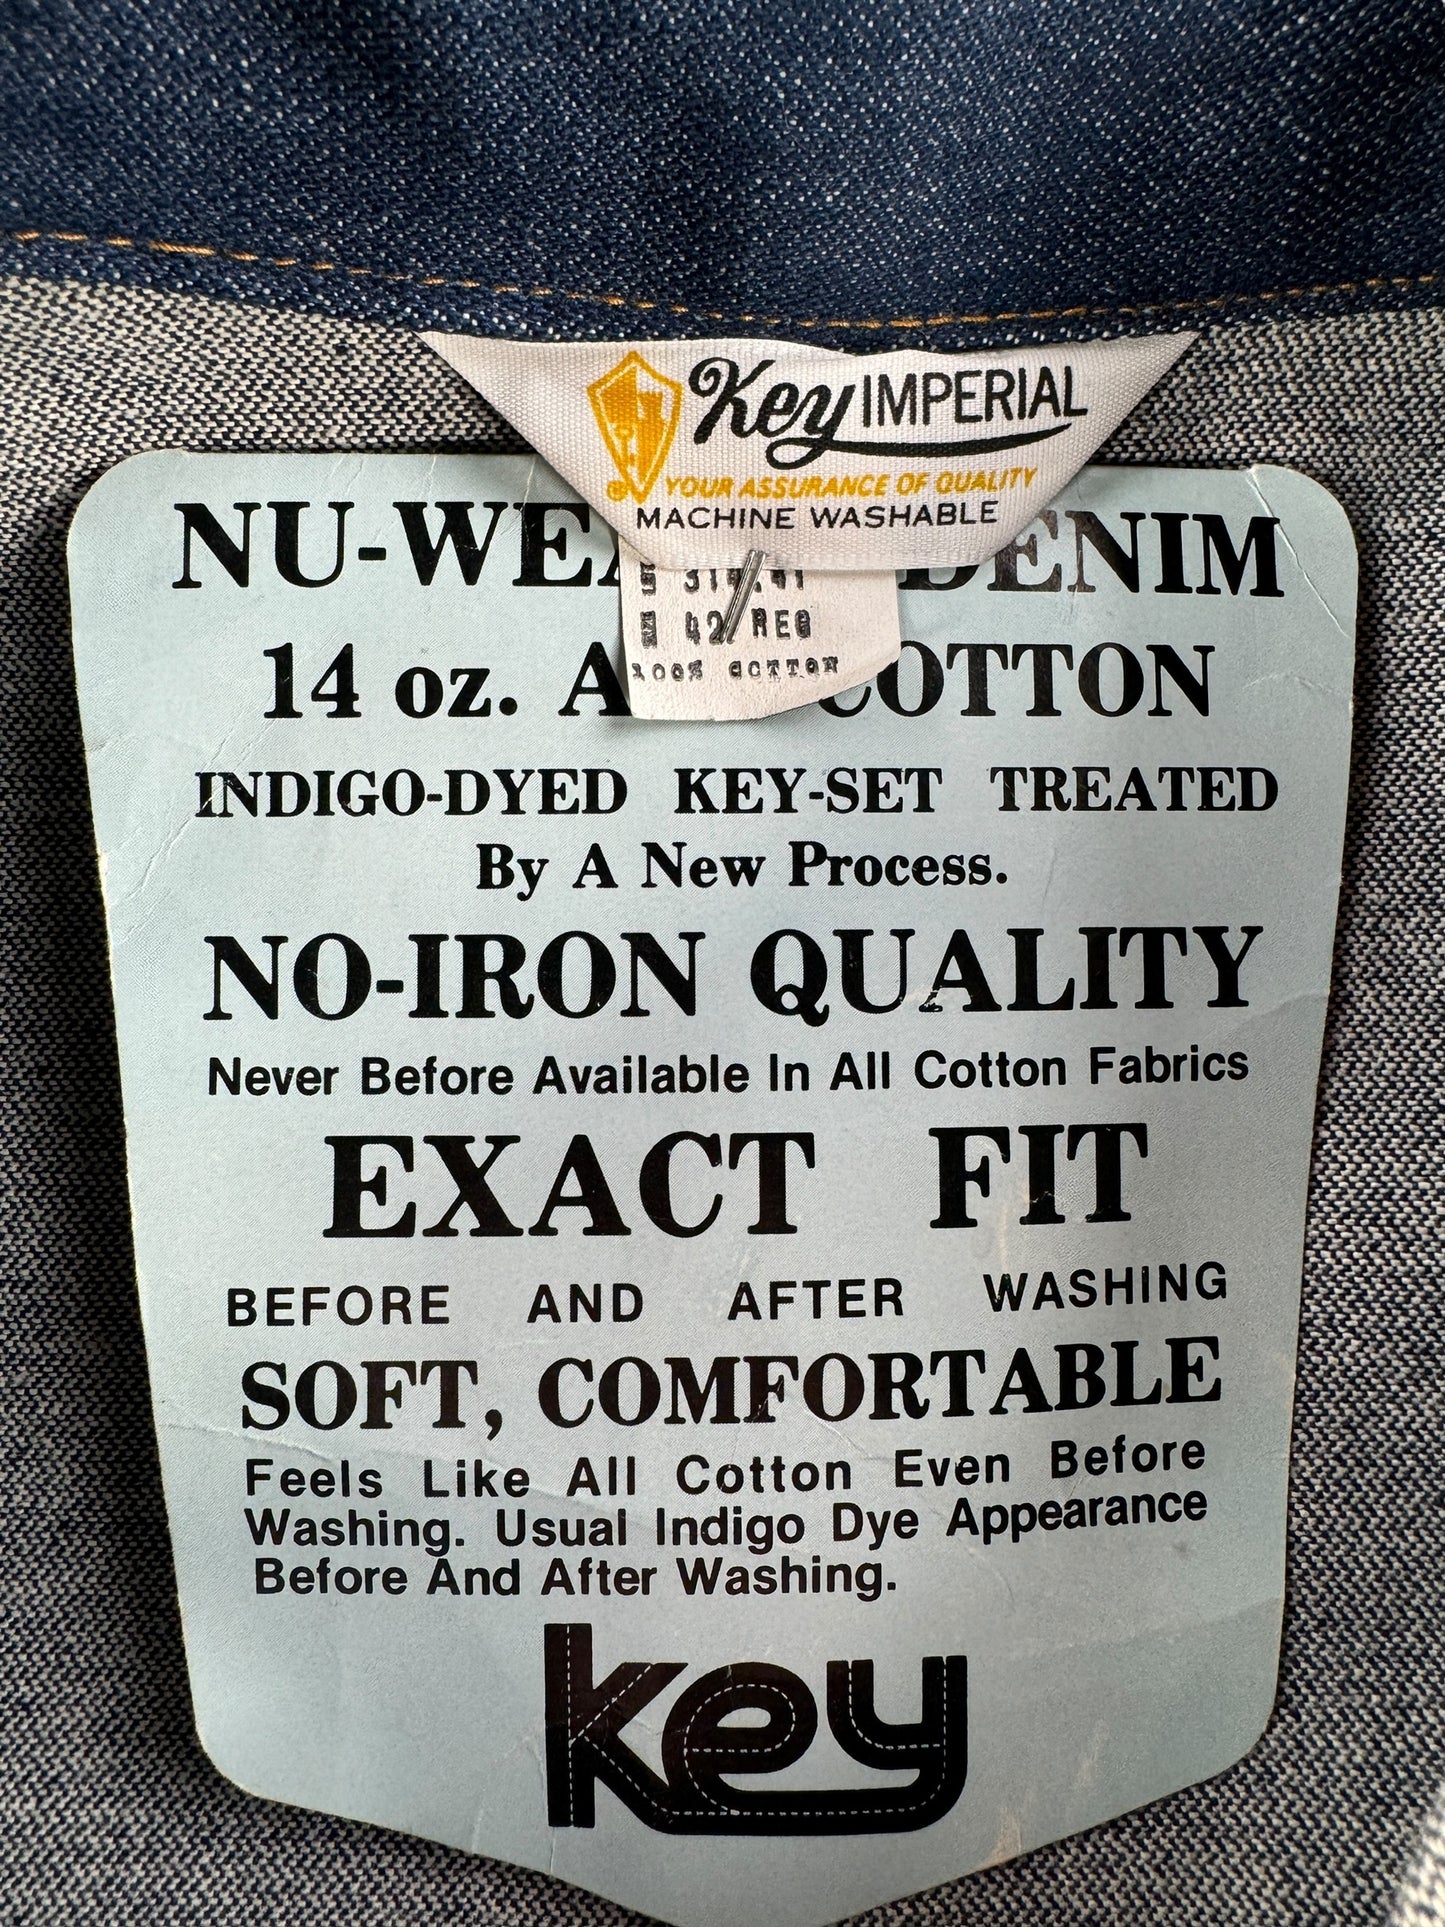 Key IMPERIAL
YOUR ASSURANCE OF QUALITY
MACHINE WASHABLE
42/REG
100% COTTON
NU-WEA DENIM
14 oz. A COTTON
INDIGO-DYED KEY-SET TREATED
By A New Process.
NO-IRON QUALITY
Never Before Available In All Cotton Fabrics
EXACT FIT
BEFORE AND AFTER WASHING
SOFT, COMFORTABLE
Feels Like All Cotton Even Before
Washing. Usual Indigo Dye Appearance
Before And After Washing.
key